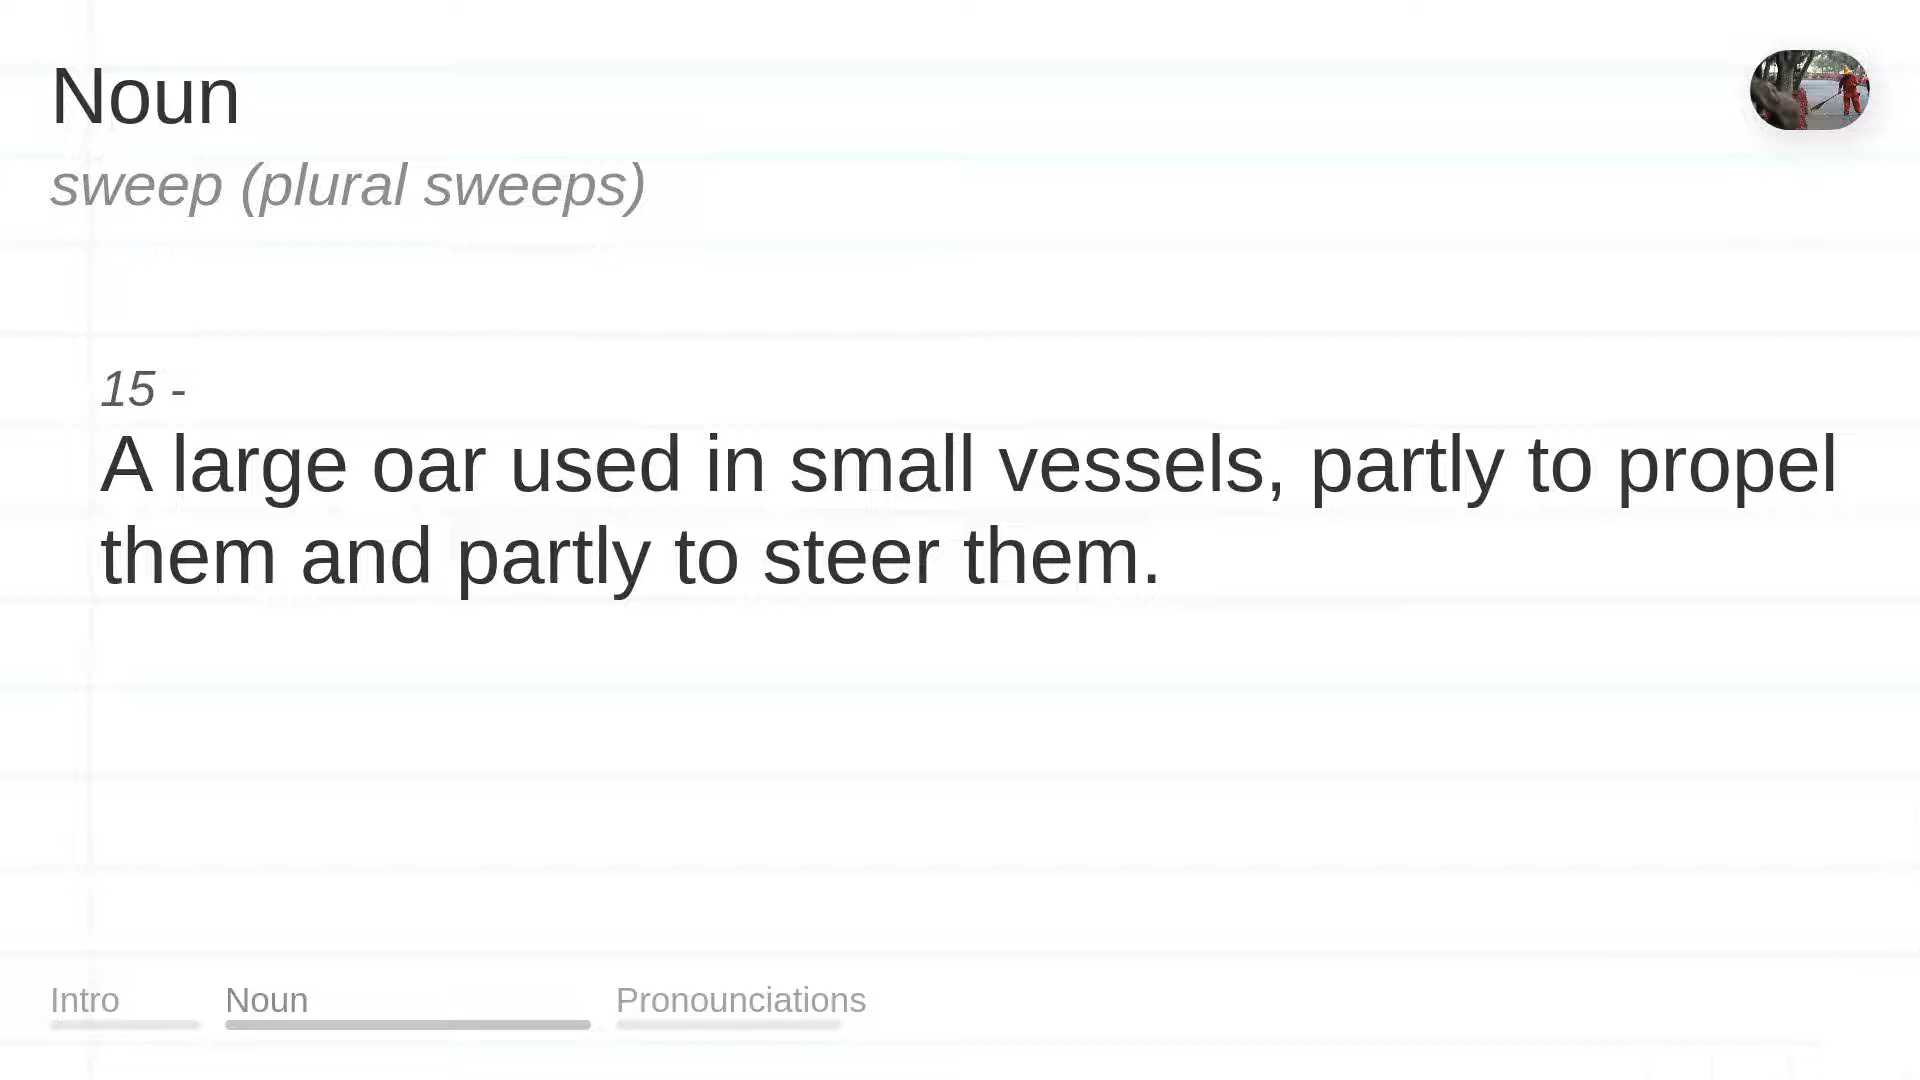 Noun
sweep (plural sweeps)
15 -
A large oar used in small vessels, partly to propel
them and partly to steer them.
Intro
Noun
Pronounciations